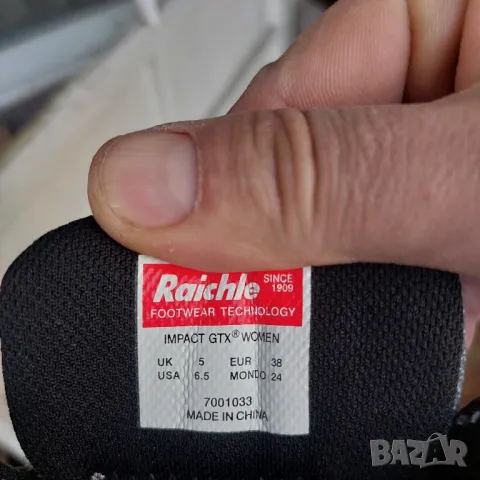 Raichle SINCE 1909
FOOTWEAR TECHNOLOGY
IMPACT GTX® WOMEN
UK 5 EUR 38
USA 6.5 MONDO 24
7001033
MADE IN CHINA
BAZAR